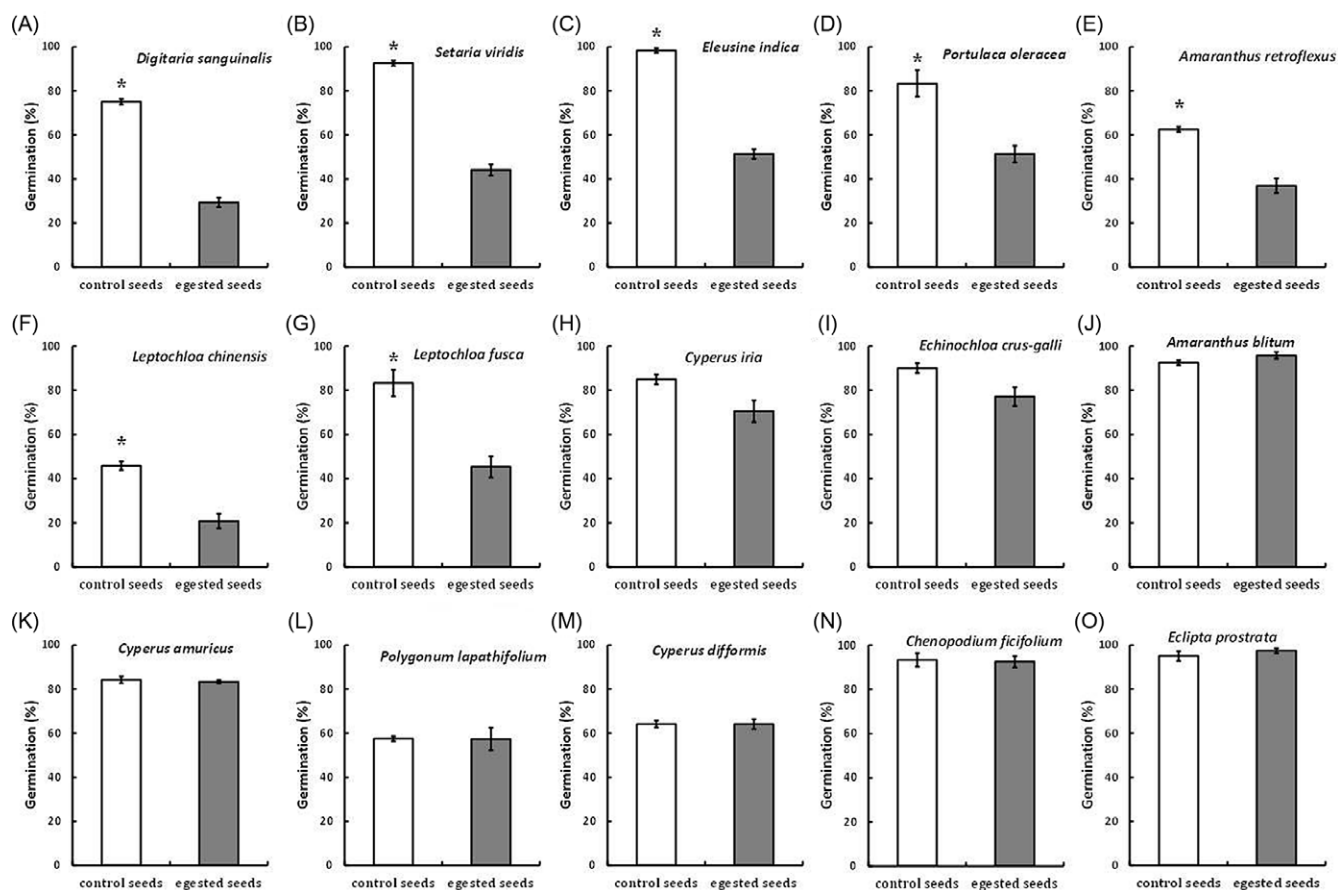 (A)
Digitaria sanguinalis
*
Germination (%)
100
80
60
40
20
0
control seeds egested seeds
(B)
Setaria viridis
*
Germination (%)
100
80
60
40
20
0
control seeds egested seeds
(C)
Eleusine indica
*
Germination (%)
100
80
60
40
20
0
control seeds egested seeds
(D)
Portulaca oleracea
*
Germination (%)
100
80
60
40
20
0
control seeds egested seeds
(E)
Amaranthus retroflexus
*
Germination (%)
100
80
60
40
20
0
control seeds egested seeds
(F)
Leptochloa chinensis
*
Germination (%)
100
80
60
40
20
0
control seeds egested seeds
(G)
Leptochloa fusca
*
Germination (%)
100
80
60
40
20
0
control seeds egested seeds
(H)
Cyperus iria
Germination (%)
100
80
60
40
20
0
control seeds egested seeds
(I)
Echinochloa crus-galli
Germination (%)
100
80
60
40
20
0
control seeds egested seeds
(J)
Amaranthus blitum
Germination (%)
100
80
60
40
20
0
control seeds egested seeds
(K)
Cyperus amuricus
Germination (%)
100
80
60
40
20
0
control seeds egested seeds
(L)
Polygonum lapathifolium
Germination (%)
100
80
60
40
20
0
control seeds egested seeds
(M)
Cyperus difformis
Germination (%)
100
80
60
40
20
0
control seeds egested seeds
(N)
Chenopodium ficifolium
Germination (%)
100
80
60
40
20
0
control seeds egested seeds
(O)
Eclipta prostrata
Germination (%)
100
80
60
40
20
0
control seeds egested seeds